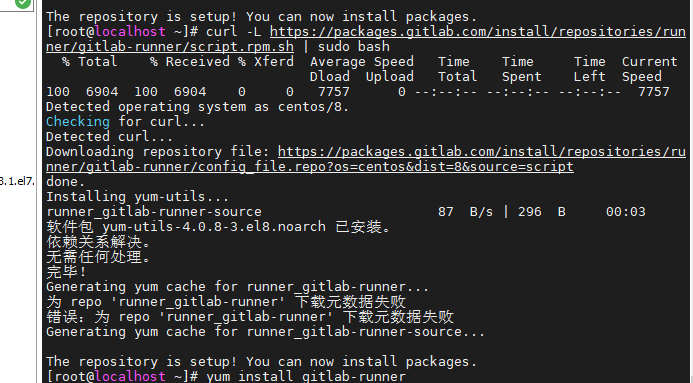 The repository is setup! You can now install packages.
[root@localhost ~]# curl -L https://packages.gitlab.com/install/repositories/run
ner/gitlab-runner/script.rpm.sh | sudo bash
% Total % Received % Xferd Average Speed Time Time Time Current
Dload Upload Total Spent Left Speed
100 6904 100 6904 0 0 7757 0 --:--:-- --:--:-- --:--:-- 7757
Detected operating system as centos/8.
Checking for curl...
Detected curl...
Downloading repository file: https://packages.gitlab.com/install/repositories/ru
nner/gitlab-runner/config_file.repo?os=centos&dist=8&source=script
done.
3.1.el7.
Installing yum-utils...
runner_gitlab-runner-source 87 B/s | 296 B 00:03
软件包 yum-utils-4.0.8-3.el8.noarch 已安装。
依赖关系解决。
无需任何处理。
完毕！
Generating yum cache for runner_gitlab-runner...
为 repo 'runner_gitlab-runner' 下载元数据失败
错误：为 repo 'runner_gitlab-runner' 下载元数据失败
Generating yum cache for runner_gitlab-runner-source...
The repository is setup! You can now install packages.
[root@localhost ~]# yum install gitlab-runner